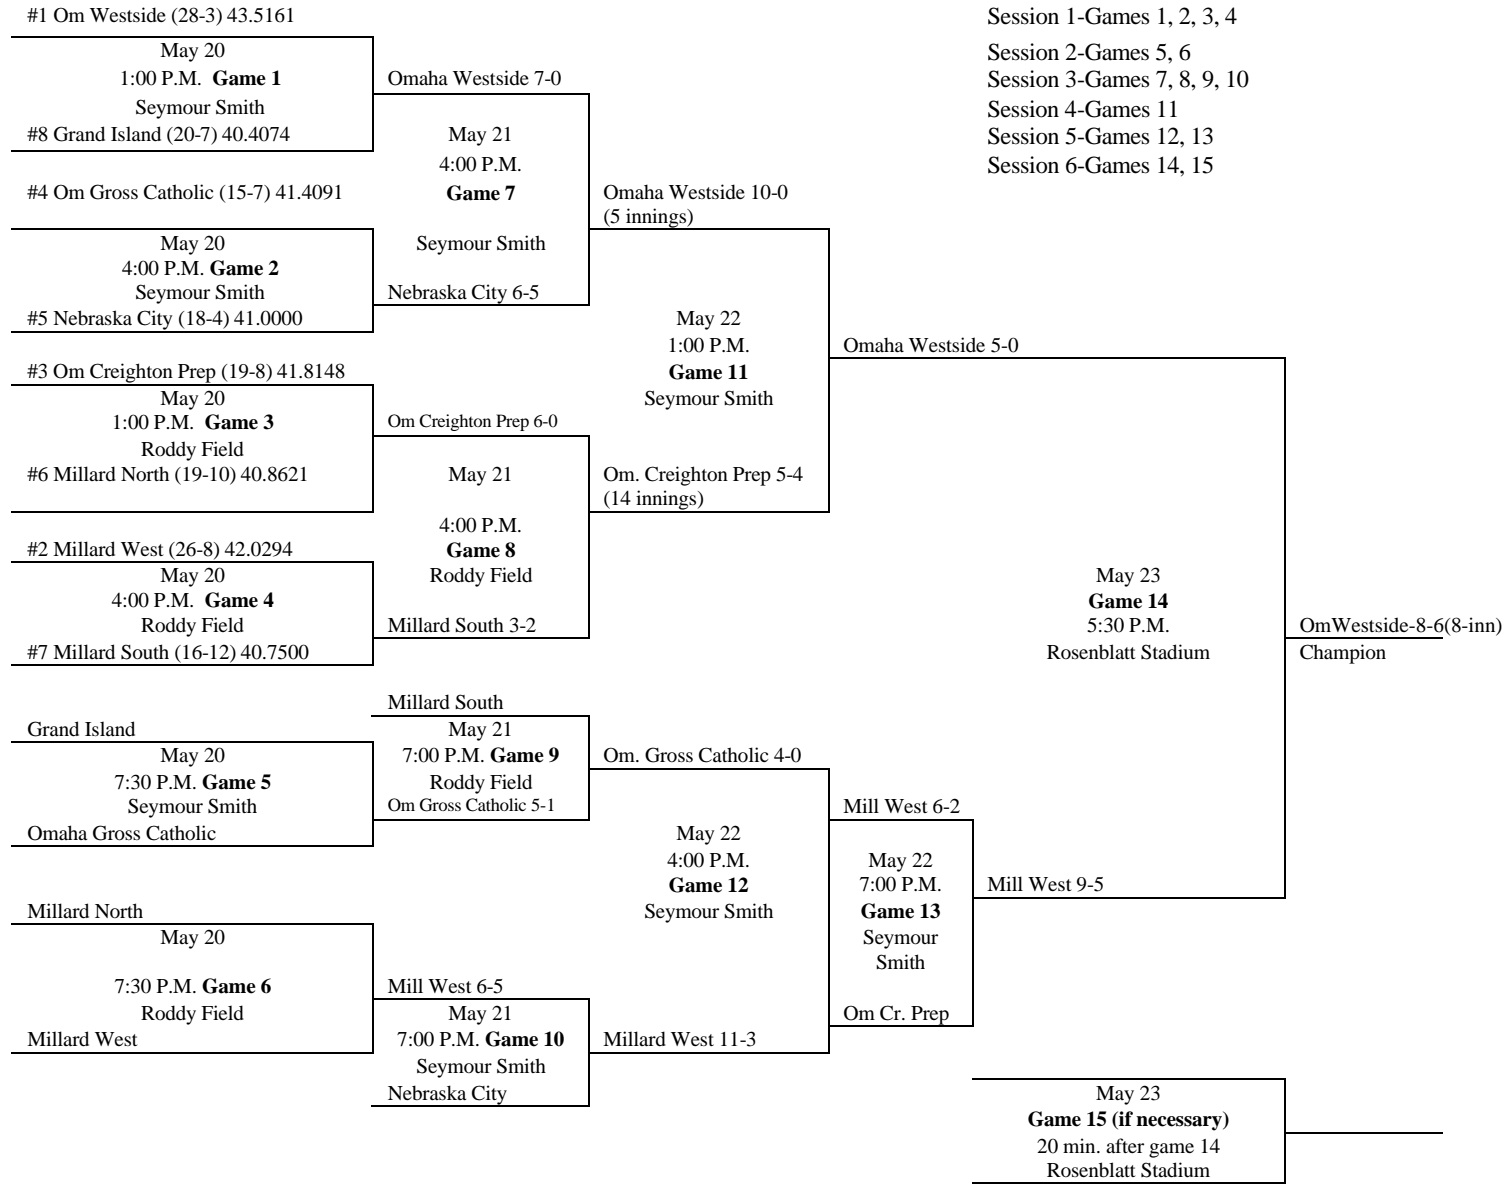 #1 Om Westside (28-3) 43.5161
May 20
1:00 P.M. Game 1
Seymour Smith
#8 Grand Island (20-7) 40.4074
#4 Om Gross Catholic (15-7) 41.4091
May 20
4:00 P.M. Game 2
Seymour Smith
#5 Nebraska City (18-4) 41.0000
#3 Om Creighton Prep (19-8) 41.8148
May 20
1:00 P.M. Game 3
Roddy Field
#6 Millard North (19-10) 40.8621
#2 Millard West (26-8) 42.0294
May 20
4:00 P.M. Game 4
Roddy Field
#7 Millard South (16-12) 40.7500
Grand Island
May 20
7:30 P.M. Game 5
Seymour Smith
Omaha Gross Catholic
Millard North
May 20
7:30 P.M. Game 6
Roddy Field
Millard West
Omaha Westside 7-0
May 21
4:00 P.M.
Game 7
Seymour Smith
Nebraska City 6-5
Om Creighton Prep 6-0
May 21
4:00 P.M.
Game 8
Roddy Field
Millard South 3-2
Millard South
May 21
7:00 P.M. Game 9
Roddy Field
Om Gross Catholic 5-1
Mill West 6-5
May 21
7:00 P.M. Game 10
Seymour Smith
Nebraska City
Omaha Westside 10-0
(5 innings)
May 22
1:00 P.M.
Game 11
Seymour Smith
Om. Creighton Prep 5-4
(14 innings)
Om. Gross Catholic 4-0
May 22
4:00 P.M.
Game 12
Seymour Smith
Millard West 11-3
Omaha Westside 5-0
Mill West 6-2
May 22
7:00 P.M.
Game 13
Seymour
Smith
Om Cr. Prep
Session 1-Games 1, 2, 3, 4
Session 2-Games 5, 6
Session 3-Games 7, 8, 9, 10
Session 4-Games 11
Session 5-Games 12, 13
Session 6-Games 14, 15
May 23
Game 14
5:30 P.M.
Rosenblatt Stadium
Mill West 9-5
OmWestside-8-6(8-inn)
Champion
May 23
Game 15 (if necessary)
20 min. after game 14
Rosenblatt Stadium